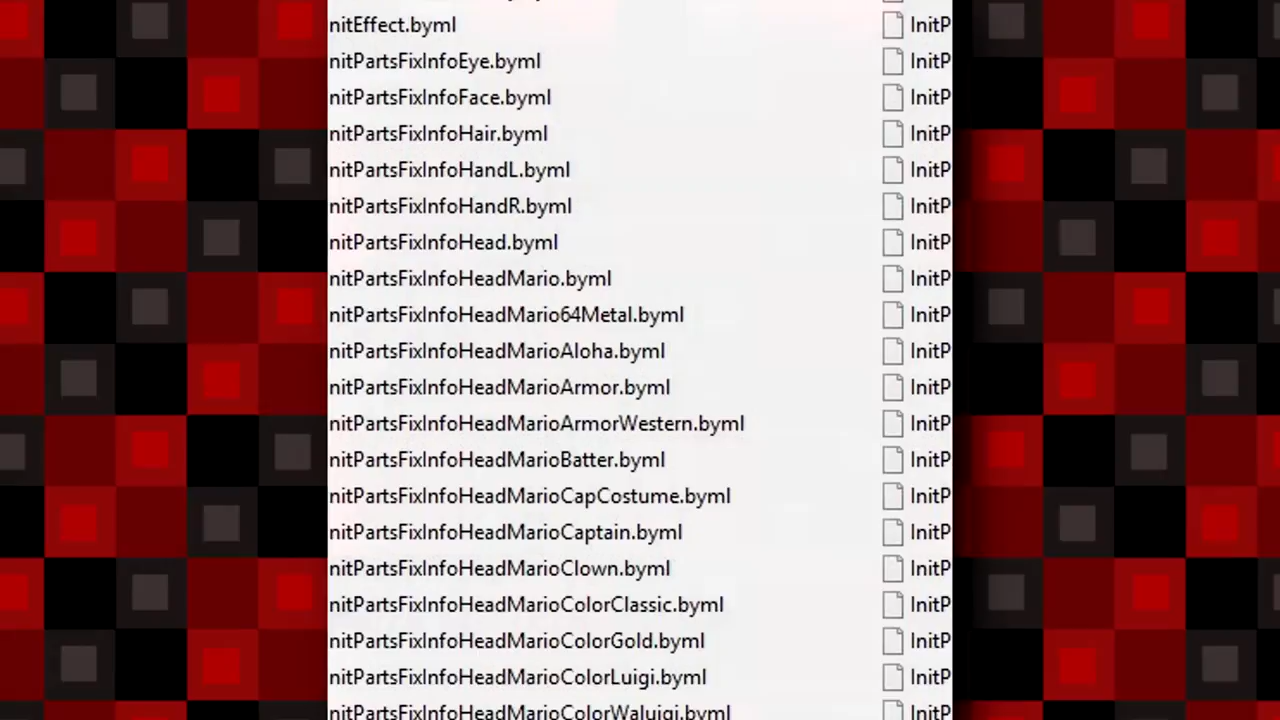 nitEffect.byml InitP
nitPartsFixInfoEye.byml InitP
nitPartsFixInfoFace.byml InitP
nitPartsFixInfoHair.byml InitP
nitPartsFixInfoHandL.byml InitP
nitPartsFixInfoHandR.byml InitP
nitPartsFixInfoHead.byml InitP
nitPartsFixInfoHeadMario.byml InitP
nitPartsFixInfoHeadMario64Metal.byml InitP
nitPartsFixInfoHeadMarioAloha.byml InitP
nitPartsFixInfoHeadMarioArmor.byml InitP
nitPartsFixInfoHeadMarioArmorWestern.byml InitP
nitPartsFixInfoHeadMarioBatter.byml InitP
nitPartsFixInfoHeadMarioCapCostume.byml InitP
nitPartsFixInfoHeadMarioCaptain.byml InitP
nitPartsFixInfoHeadMarioClown.byml InitP
nitPartsFixInfoHeadMarioColorClassic.byml InitP
nitPartsFixInfoHeadMarioColorGold.byml InitP
nitPartsFixInfoHeadMarioColorLuigi.byml InitP
nitPartsFixInfoHeadMarioColorWaluigi.byml InitP